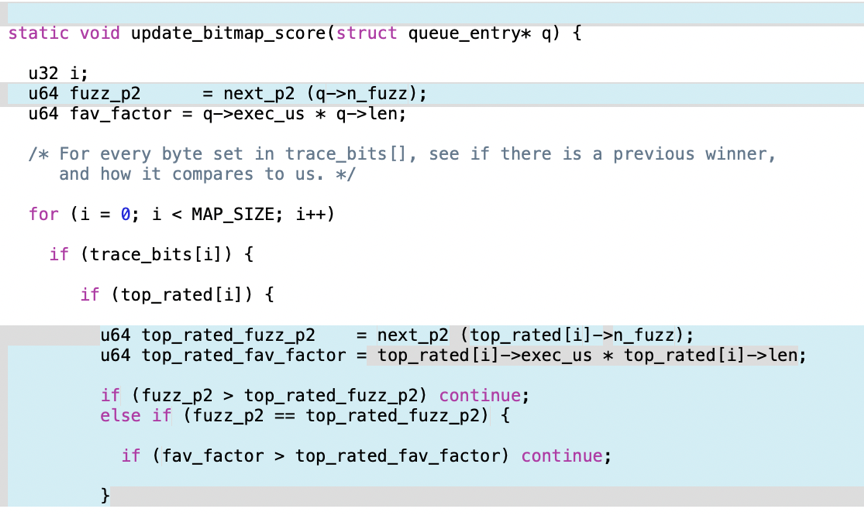 static void update_bitmap_score(struct queue_entry* q) {
u32 i;
u64 fuzz_p2      = next_p2 (q->n_fuzz);
u64 fav_factor = q->exec_us * q->len;
/* For every byte set in trace_bits[], see if there is a previous winner,
and how it compares to us. */
for (i = 0; i < MAP_SIZE; i++)
if (trace_bits[i]) {
if (top_rated[i]) {
u64 top_rated_fuzz_p2    = next_p2 (top_rated[i]->n_fuzz);
u64 top_rated_fav_factor = top_rated[i]->exec_us * top_rated[i]->len;
if (fuzz_p2 > top_rated_fuzz_p2) continue;
else if (fuzz_p2 == top_rated_fuzz_p2) {
if (fav_factor > top_rated_fav_factor) continue;
}